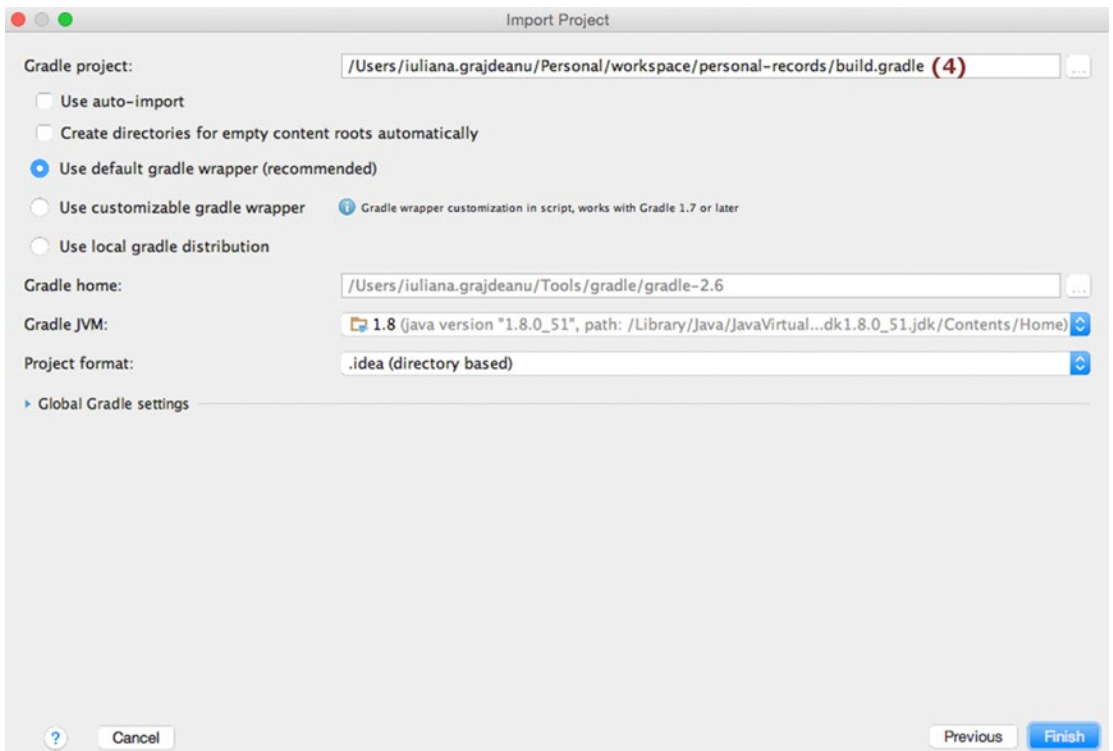 Import Project
Gradle project: /Users/iuliana.grajdeanu/Personal/workspace/personal-records/build.gradle (4) ...
Use auto-import
Create directories for empty content roots automatically
Use default gradle wrapper (recommended)
Use customizable gradle wrapper Gradle wrapper customization in script, works with Gradle 1.7 or later
Use local gradle distribution
Gradle home: /Users/iuliana.grajdeanu/Tools/gradle/gradle-2.6 ...
Gradle JVM: 1.8 (java version "1.8.0_51", path: /Library/Java/JavaVirtual...dk1.8.0_51.jdk/Contents/Home)
Project format: .idea (directory based)
Global Gradle settings
? Cancel Previous Finish